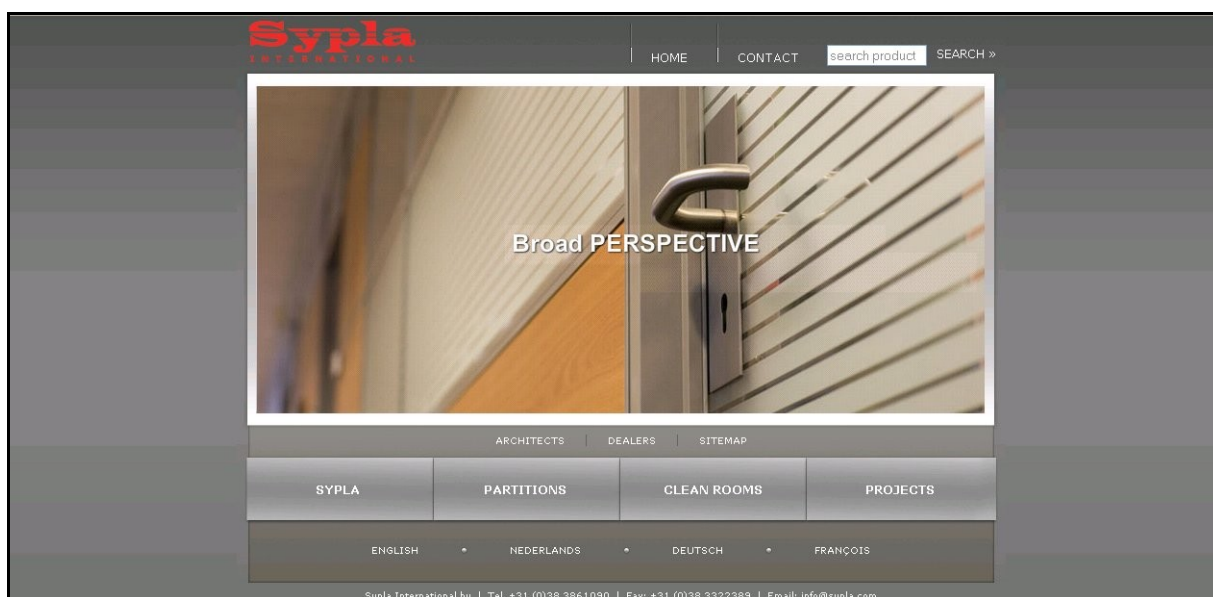 Sypla
INTERNATIONAL
HOME
CONTACT
search product
SEARCH »
Broad PERSPECTIVE
ARCHITECTS | DEALERS | SITEMAP
SYPLA
PARTITIONS
CLEAN ROOMS
PROJECTS
ENGLISH • NEDERLANDS • DEUTSCH • FRANÇOIS
Sypla International bv | Tel. +31 (0)38 3861090 | Fax: +31 (0)38 3322389 | Email: info@sypla.com